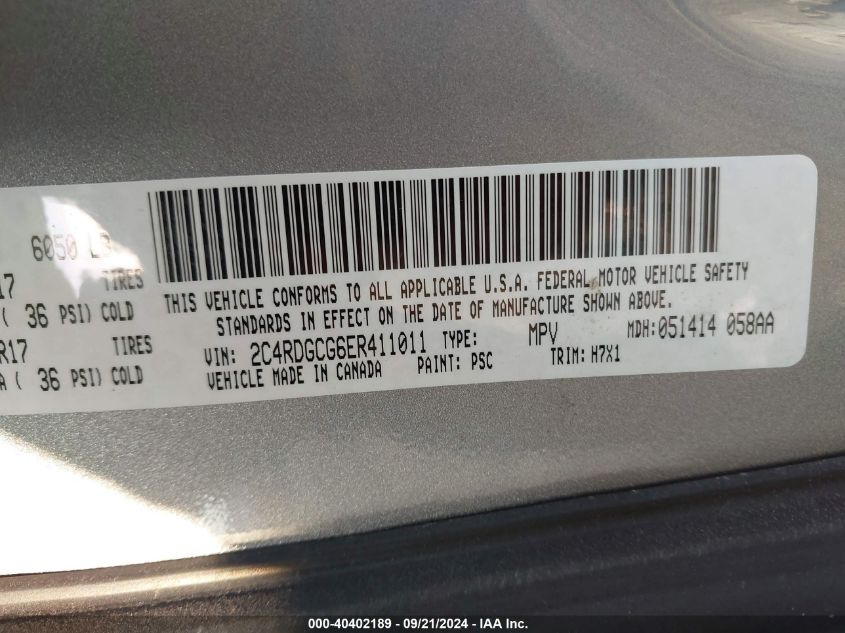 6050 LB
17 TIRES
( 36 PSI) COLD
R17 TIRES
A ( 36 PSI) COLD
THIS VEHICLE CONFORMS TO ALL APPLICABLE U.S.A. FEDERAL MOTOR VEHICLE SAFETY
STANDARDS IN EFFECT ON THE DATE OF MANUFACTURE SHOWN ABOVE.
VIN: 2C4RDGCG6ER411011 TYPE: MPV MDH:051414 058AA
VEHICLE MADE IN CANADA PAINT: PSC TRIM: H7X1
000-40402189 - 09/21/2024 - IAA Inc.